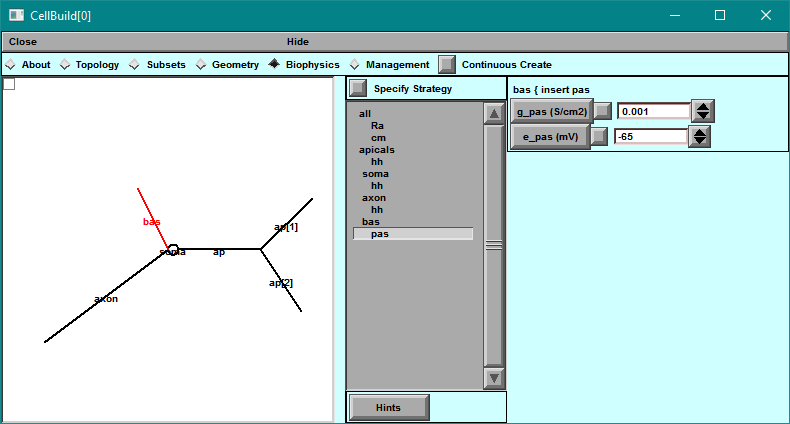 CellBuild[0]
Close Hide
About Topology Subsets Geometry Biophysics Management Continuous Create
Specify Strategy
all
Ra
cm
apicals
hh
soma
hh
axon
hh
bas
pas
Hints
bas { insert pas
g_pas (S/cm2) 0.001
e_pas (mV) -65
bas
ap[1]
soma ap
ap[2]
axon